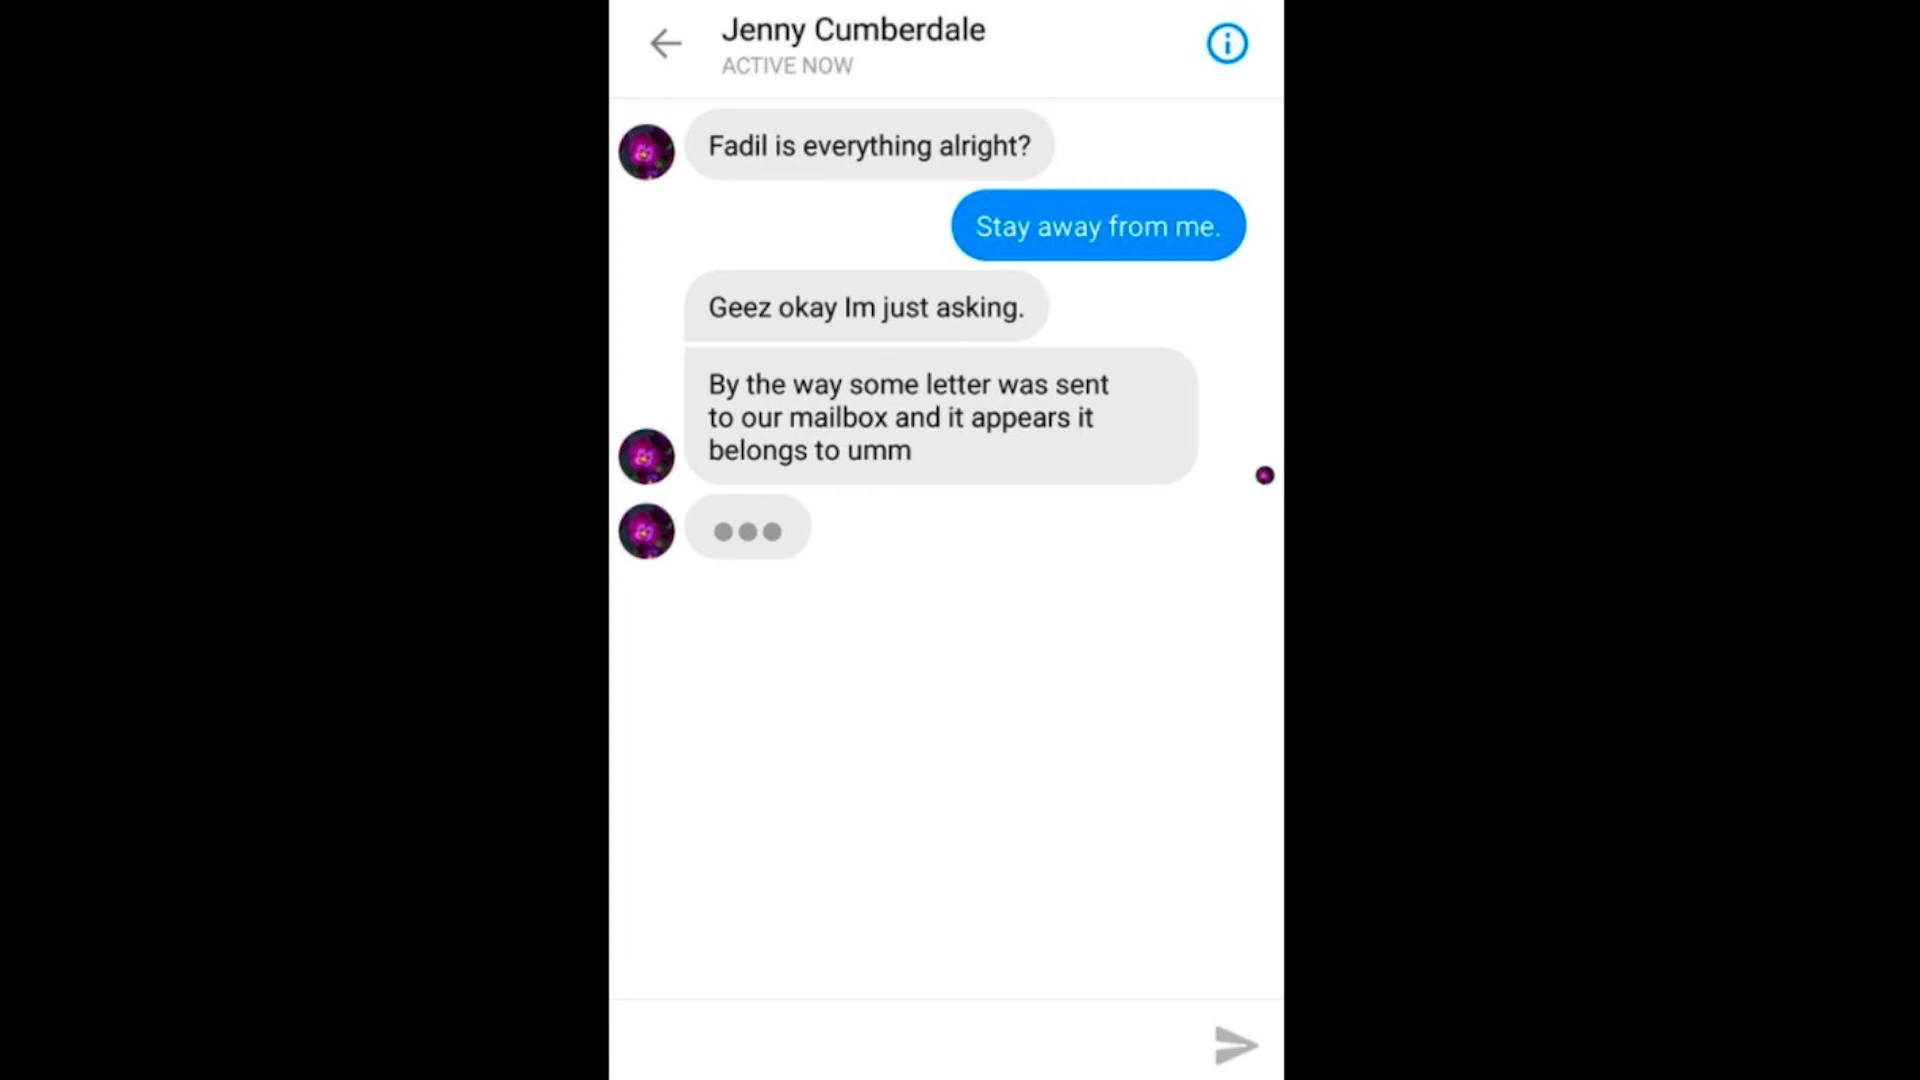 Jenny Cumberdale
ACTIVE NOW
Fadil is everything alright?
Stay away from me.
Geez okay Im just asking.
By the way some letter was sent
to our mailbox and it appears it
belongs to umm